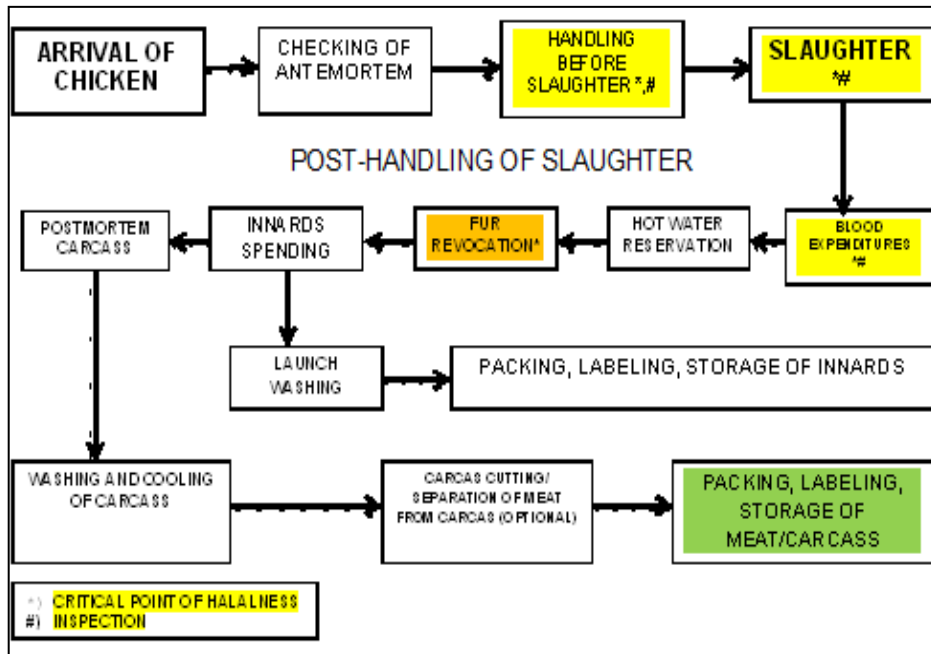 ARRIVAL OF
CHICKEN
CHECKING OF
ANTEMORTEM
HANDLING
BEFORE
SLAUGHTER *,#
SLAUGHTER
*#
POST-HANDLING OF SLAUGHTER
POSTMORTEM
CARCASS
INNARDS
SPENDING
FUR
REVOCATION*
HOT WATER
RESERVATION
BLOOD
EXPENDITURES
*#
LAUNCH
WASHING
PACKING, LABELING, STORAGE OF INNARDS
WASHING AND COOLING
OF CARCASS
CARCAS CUTTING/
SEPARATION OF MEAT
FROM CARCAS (OPTIONAL)
PACKING, LABELING,
STORAGE OF
MEAT/CARCASS
*) CRITICAL POINT OF HALALNESS
#) INSPECTION